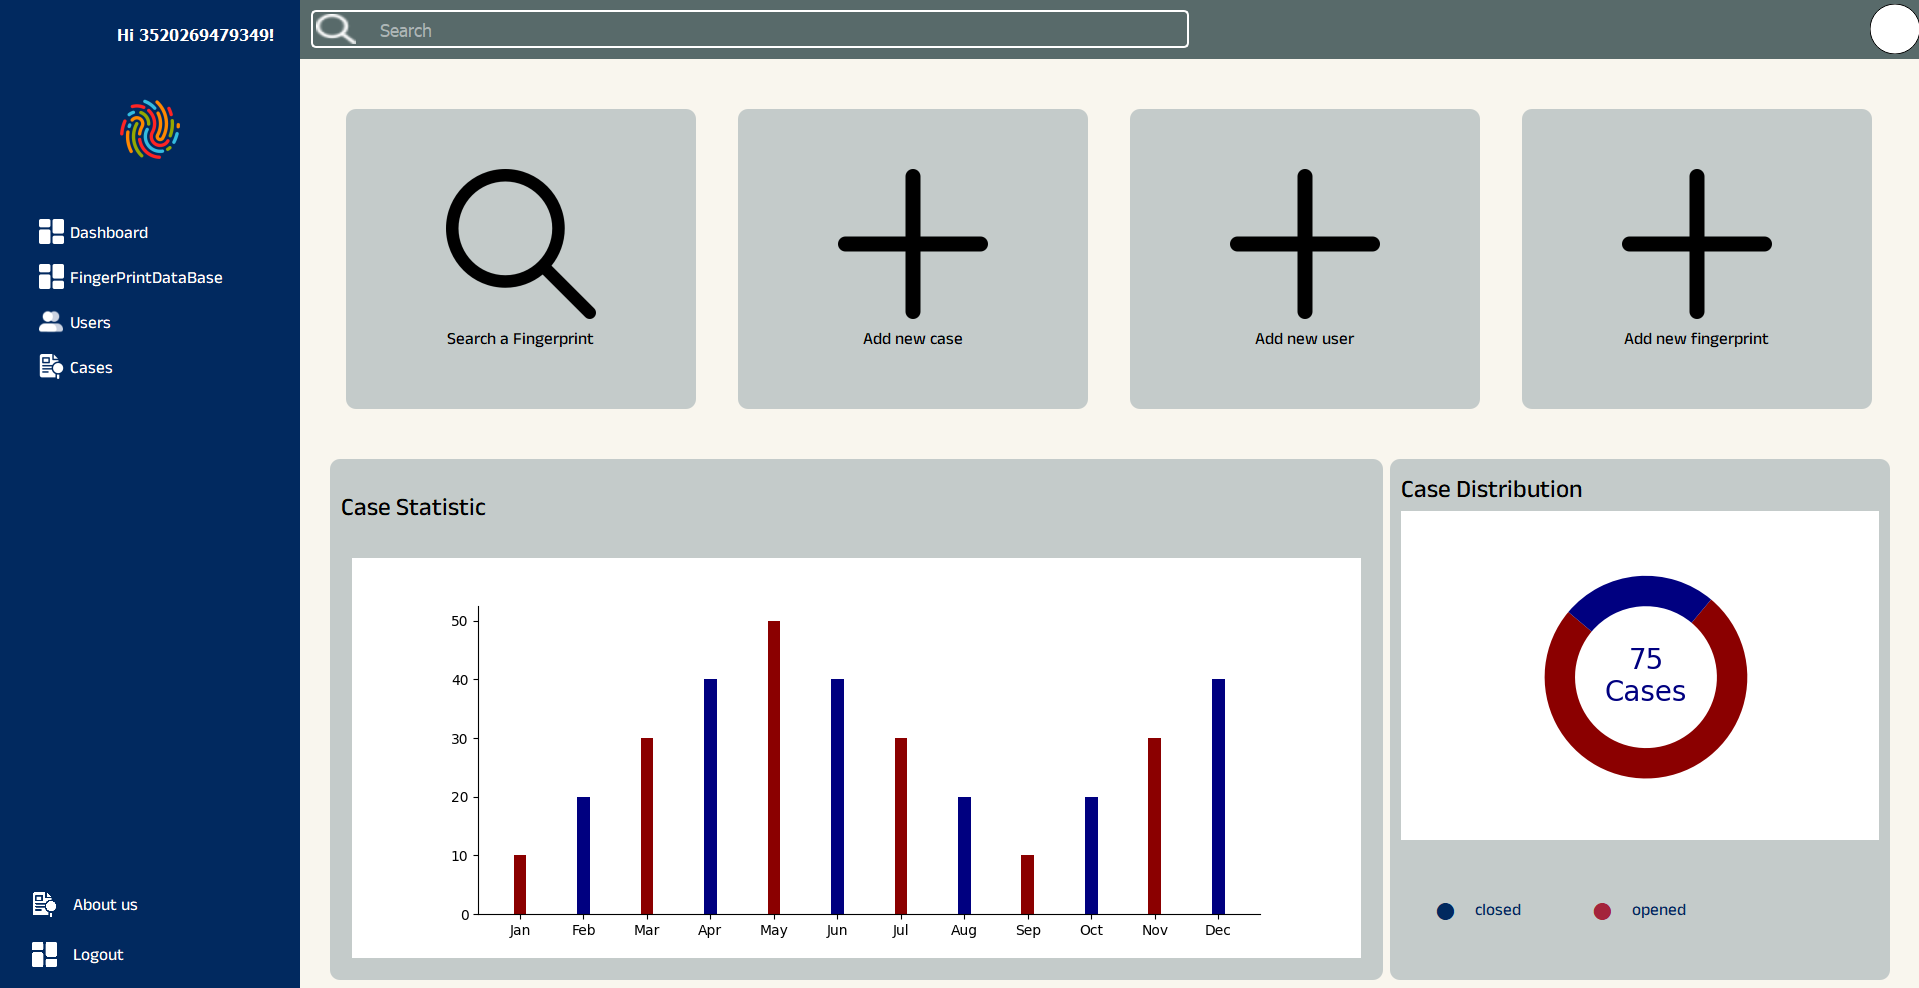 Hi 3520269479349!
Search
Dashboard
FingerPrintDataBase
Users
Cases
About us
Logout
Search a Fingerprint
Add new case
Add new user
Add new fingerprint
Case Statistic
50
40
30
20
10
0
Jan Feb Mar Apr May Jun Jul Aug Sep Oct Nov Dec
Case Distribution
75
Cases
closed opened